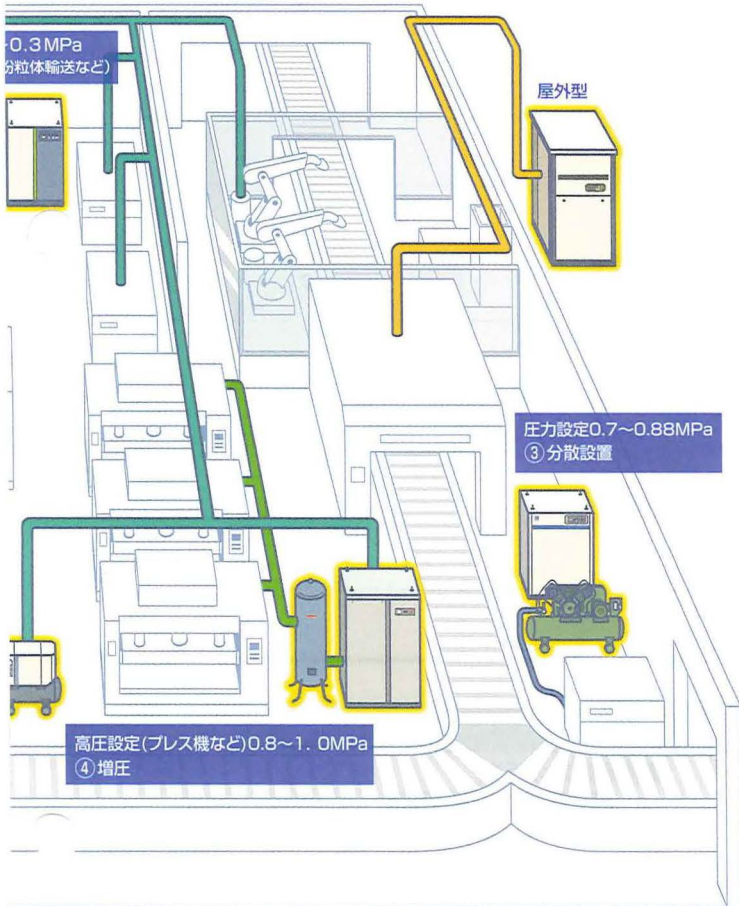 0.3MPa
粉粒体輸送など)
屋外型
圧力設定0.7～0.88MPa
③分散設置
高圧設定(プレス機など)0.8～1. 0MPa
④増圧